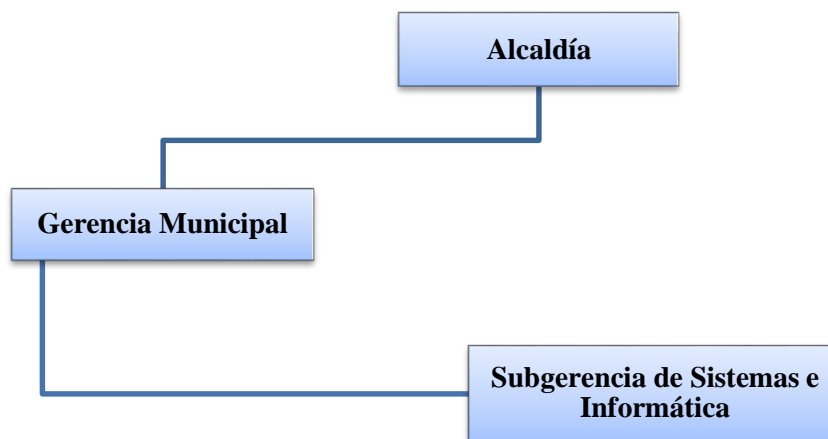 Alcaldía
Gerencia Municipal
Subgerencia de Sistemas e
Informática